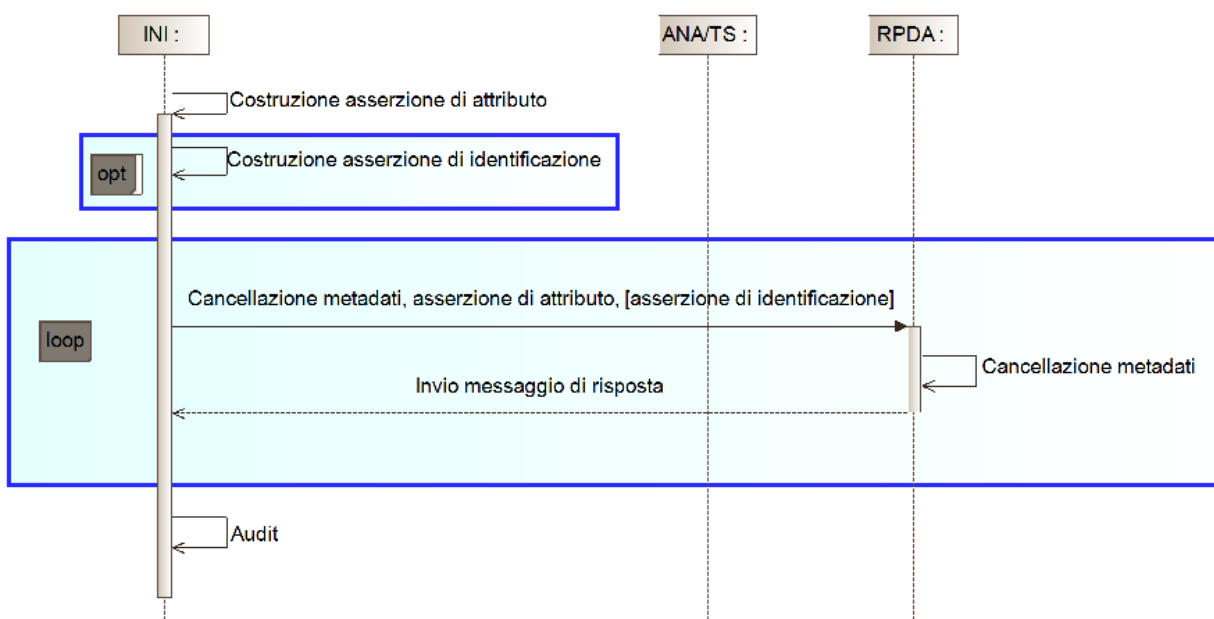 INI :
ANA/TS :
RPDA :
Costruzione asserzione di attributo
opt
Costruzione asserzione di identificazione
Cancellazione metadati, asserzione di attributo, [asserzione di identificazione]
loop
Cancellazione metadati
Invio messaggio di risposta
Audit